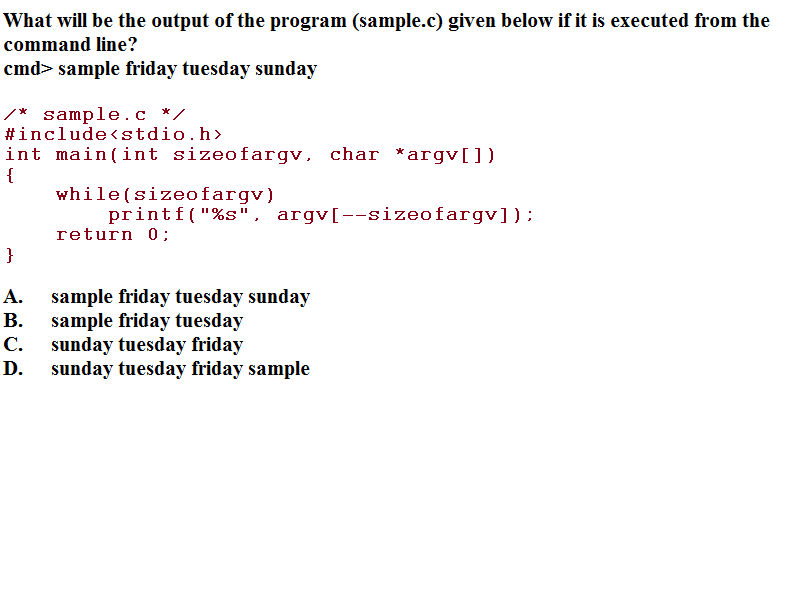 What will be the output of the program (sample.c) given below if it is executed from the
command line?
cmd> sample friday tuesday sunday
/* sample.c */
#include<stdio.h>
int main(int sizeofargv, char *argv[])
{
    while(sizeofargv)
        printf("%s", argv[--sizeofargv]);
    return 0;
}
A. sample friday tuesday sunday
B. sample friday tuesday
C. sunday tuesday friday
D. sunday tuesday friday sample